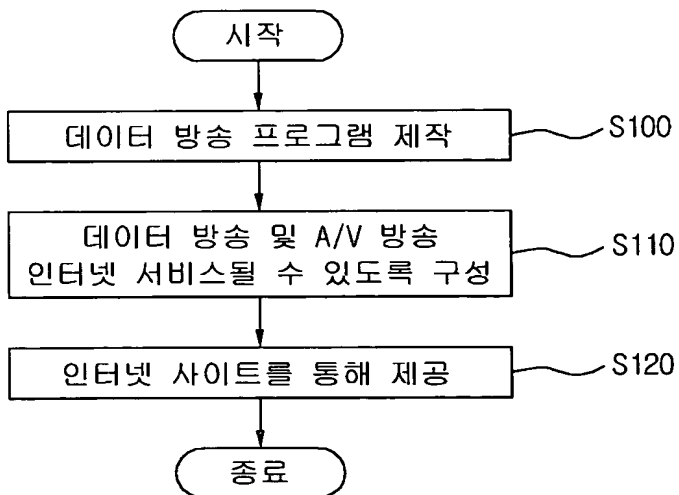 시작
데이터 방송 프로그램 제작
S100
데이터 방송 및 A/V 방송
인터넷 서비스될 수 있도록 구성
S110
인터넷 사이트를 통해 제공
S120
종료